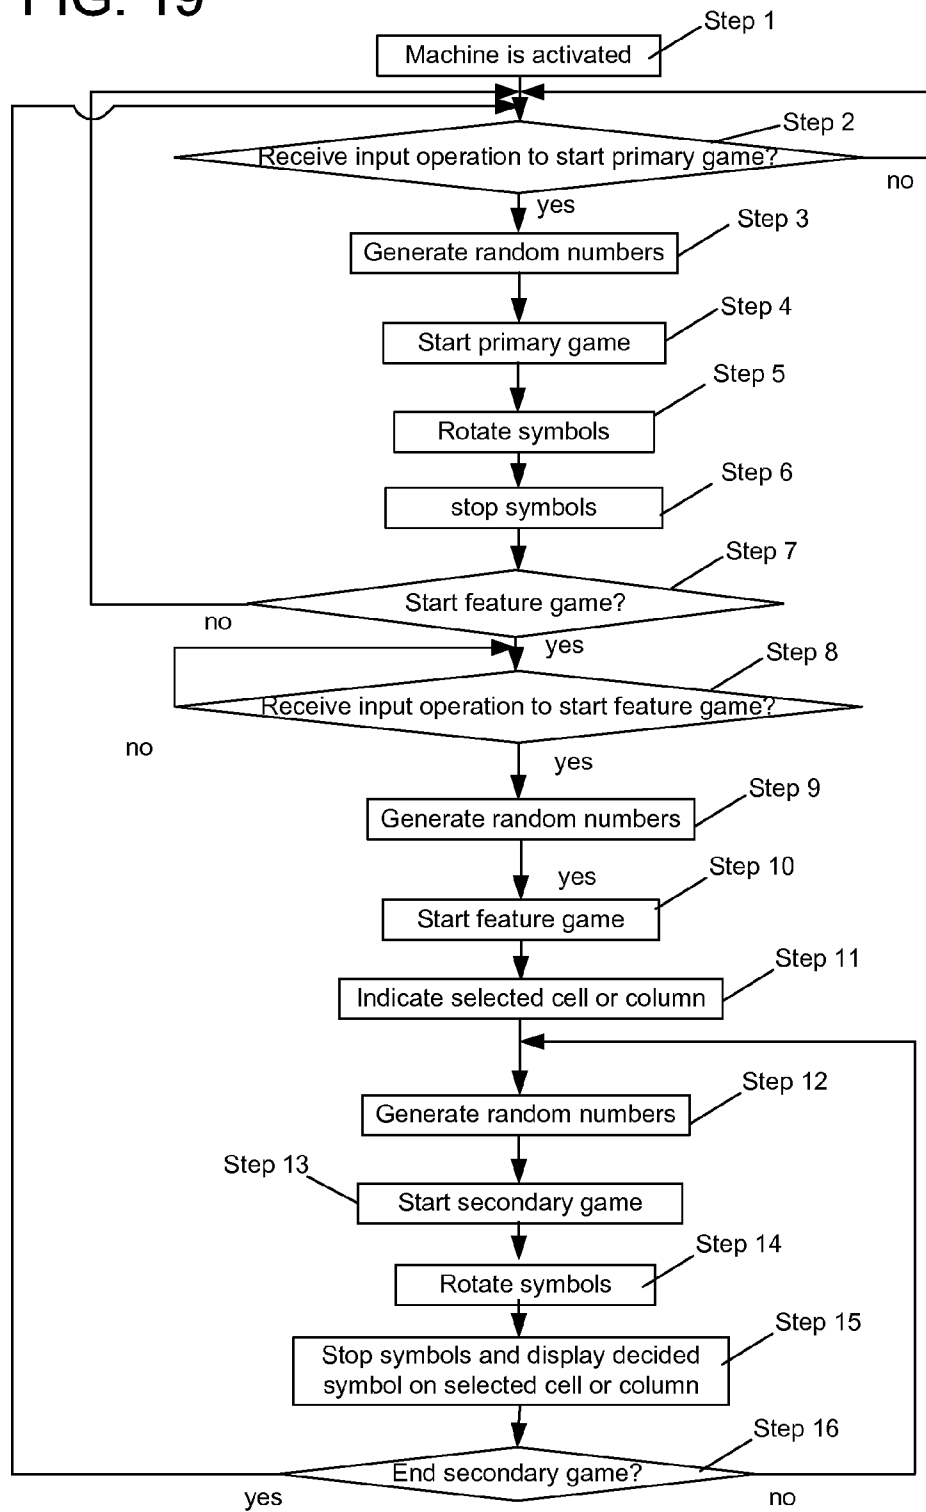 FIG. 19
Step 1
Machine is activated
Step 2
Receive input operation to start primary game?
no
yes
Step 3
Generate random numbers
Step 4
Start primary game
Step 5
Rotate symbols
Step 6
stop symbols
Step 7
Start feature game?
no
yes
Step 8
Receive input operation to start feature game?
no
yes
Step 9
Generate random numbers
yes
Step 10
Start feature game
Step 11
Indicate selected cell or column
Step 12
Generate random numbers
Step 13
Start secondary game
Step 14
Rotate symbols
Step 15
Stop symbols and display decided
symbol on selected cell or column
Step 16
End secondary game?
yes
no